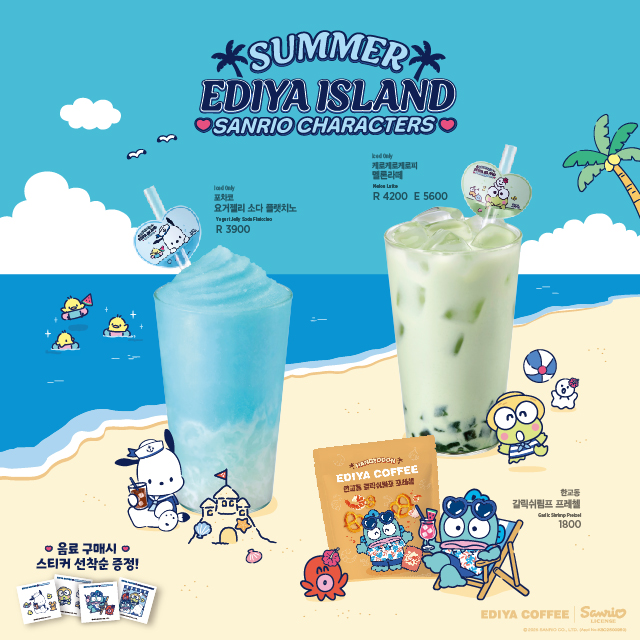 SUMMER
EDIYA ISLAND
SANRIO CHARACTERS
Iced Only
케로케로케로피
멜론라떼
Melon Latte
R 4200 E 5600
Iced Only
포차코
요거젤리 소다 플랫치노
Yogurt Jelly Soda Flatccino
R 3900
HANGYODON
EDIYA COFFEE
한교동 갈릭쉬림프 프레첼
한교동
갈릭쉬림프 프레첼
Garlic Shrimp Pretzel
1800
음료 구매시
스티커 선착순 증정!
EDIYA COFFEE
Sanrio
LICENSE